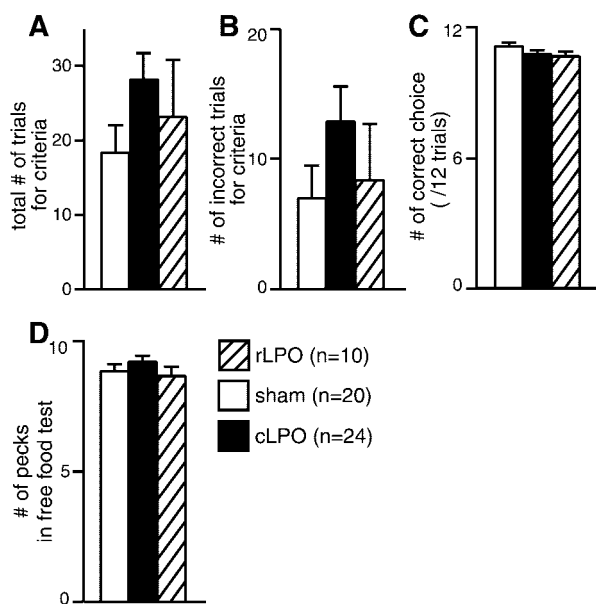 A
total # of trials
for criteria
30
20
10
0
B
# of incorrect trials
for criteria
20
10
0
C
# of correct choice
( /12 trials)
12
6
0
D
# of pecks
in free food test
10
5
0
rLPO (n=10)
sham (n=20)
cLPO (n=24)